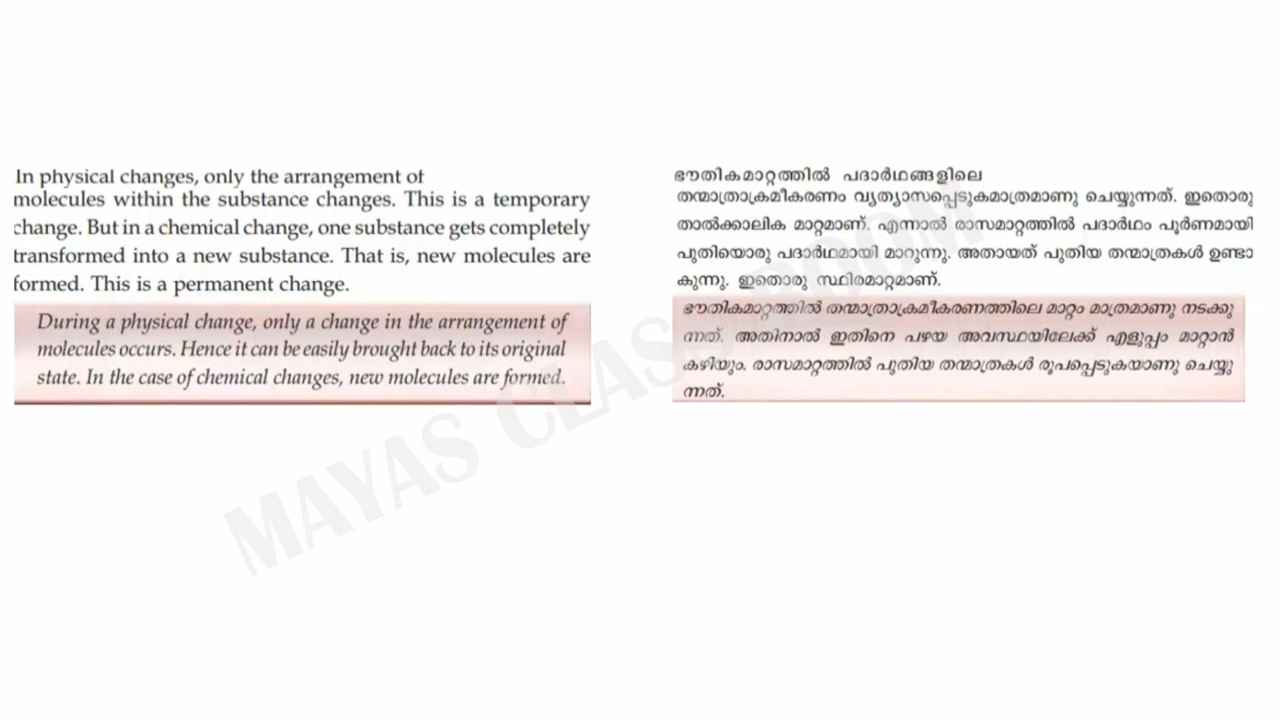 In physical changes, only the arrangement of
molecules within the substance changes. This is a temporary
change. But in a chemical change, one substance gets completely
transformed into a new substance. That is, new molecules are
formed. This is a permanent change.
During a physical change, only a change in the arrangement of
molecules occurs. Hence it can be easily brought back to its original
state. In the case of chemical changes, new molecules are formed.
ഭൗതികമാറ്റത്തിൽ പദാർഥങ്ങളിലെ
തന്മാത്രാക്രമീകരണം വ്യത്യാസപ്പെടുകമാത്രമാണു ചെയ്യുന്നത്. ഇതൊരു
താൽക്കാലിക മാറ്റമാണ്. എന്നാൽ രാസമാറ്റത്തിൽ പദാർഥം പൂർണമായി
പുതിയൊരു പദാർഥമായി മാറുന്നു. അതായത് പുതിയ തന്മാത്രകൾ ഉണ്ടാ
കുന്നു. ഇതൊരു സ്ഥിരമാറ്റമാണ്.
ഭൗതികമാറ്റത്തിൽ തന്മാത്രാക്രമീകരണത്തിലെ മാറ്റം മാത്രമാണു നടക്കു
ന്നത്. അതിനാൽ ഇതിനെ പഴയ അവസ്ഥയിലേക്ക് എളുപ്പം മാറ്റാൻ
കഴിയും. രാസമാറ്റത്തിൽ പുതിയ തന്മാത്രകൾ രൂപപ്പെടുകയാണു ചെയ്യു
ന്നത്.
MAYAS CLASS ROOM